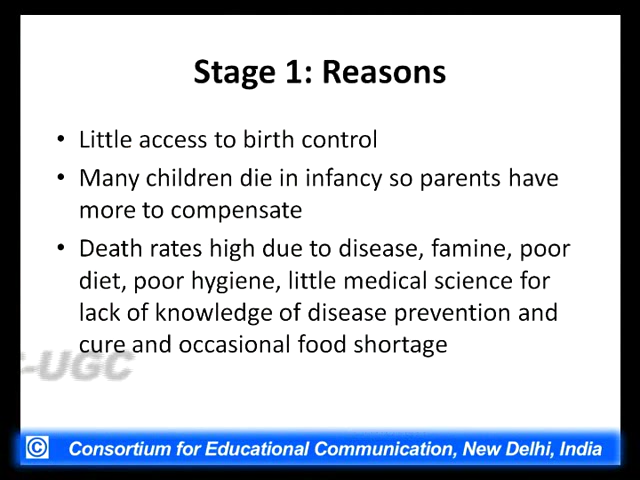 Stage 1: Reasons
• Little access to birth control
• Many children die in infancy so parents have
more to compensate
• Death rates high due to disease, famine, poor
diet, poor hygiene, little medical science for
lack of knowledge of disease prevention and
cure and occasional food shortage
-UGC
© Consortium for Educational Communication, New Delhi, India